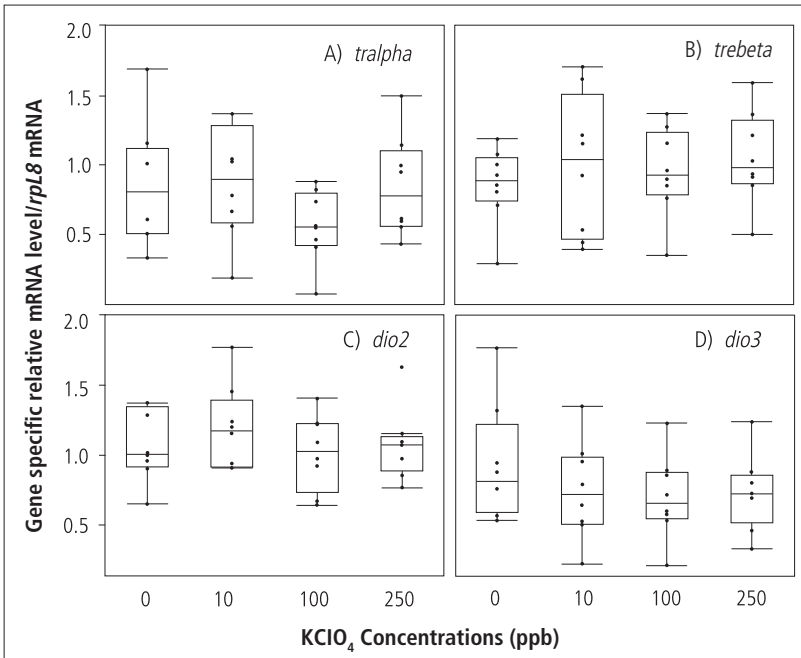 Gene specific relative mRNA level/rpL8 mRNA
2.0
A) tralpha
B) trebeta
1.5
1.0
0.5
2.0
C) dio2
D) dio3
1.5
1.0
0.5
0 10 100 250 0 10 100 250
KClO₄ Concentrations (ppb)